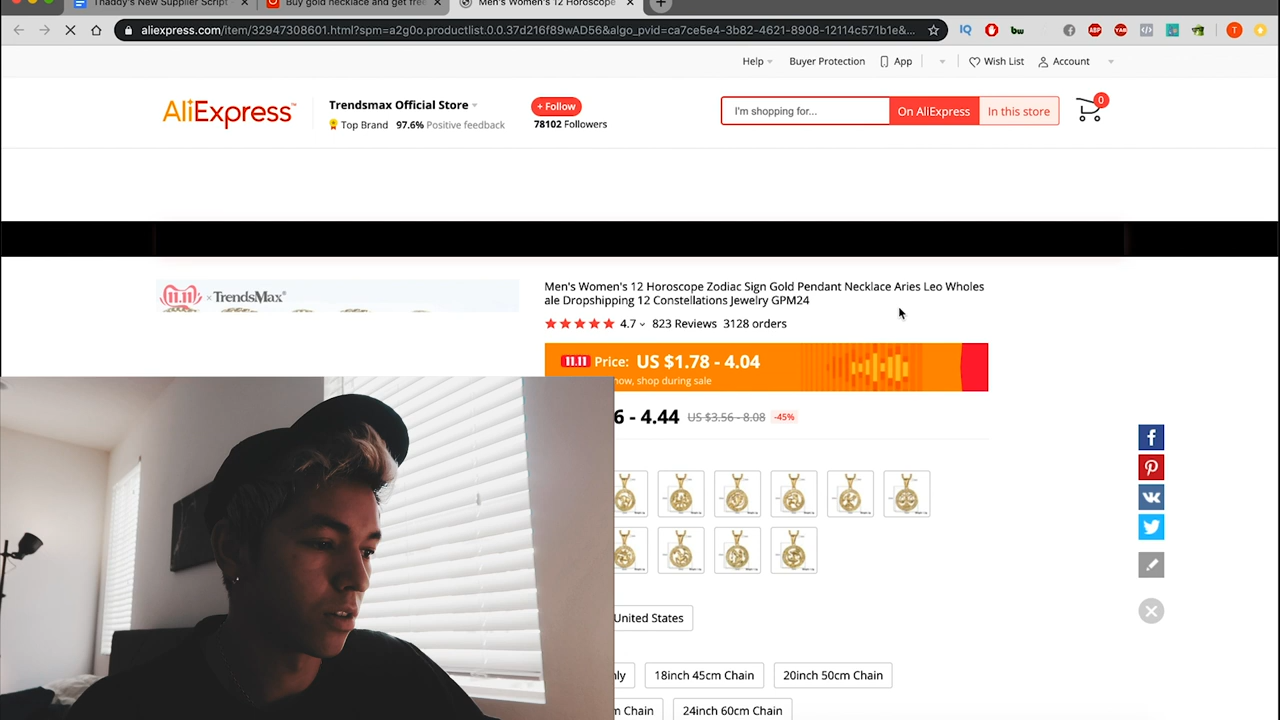 Thaddy's New Supplier Script -
Buy gold necklace and get free
Men's Women's 12 Horoscope
aliexpress.com/item/32947308601.html?spm=a2g0o.productlist.0.0.37d216f89wAD56&algo_pvid=ca7ce5e4-3b82-4621-8908-12114c571b1e&...
Help Buyer Protection App Wish List Account
AliExpress™ Trendsmax Official Store + Follow I'm shopping for... On AliExpress In this store 0
Top Brand 97.6% Positive feedback 78102 Followers
11.11 × TrendsMax®
Men's Women's 12 Horoscope Zodiac Sign Gold Pendant Necklace Aries Leo Wholes
ale Dropshipping 12 Constellations Jewelry GPM24
4.7 823 Reviews 3128 orders
11.11 Price: US $1.78 - 4.04
now, shop during sale
6 - 4.44 US $3.56 - 8.08 -45%
United States
nly 18inch 45cm Chain 20inch 50cm Chain
m Chain 24inch 60cm Chain